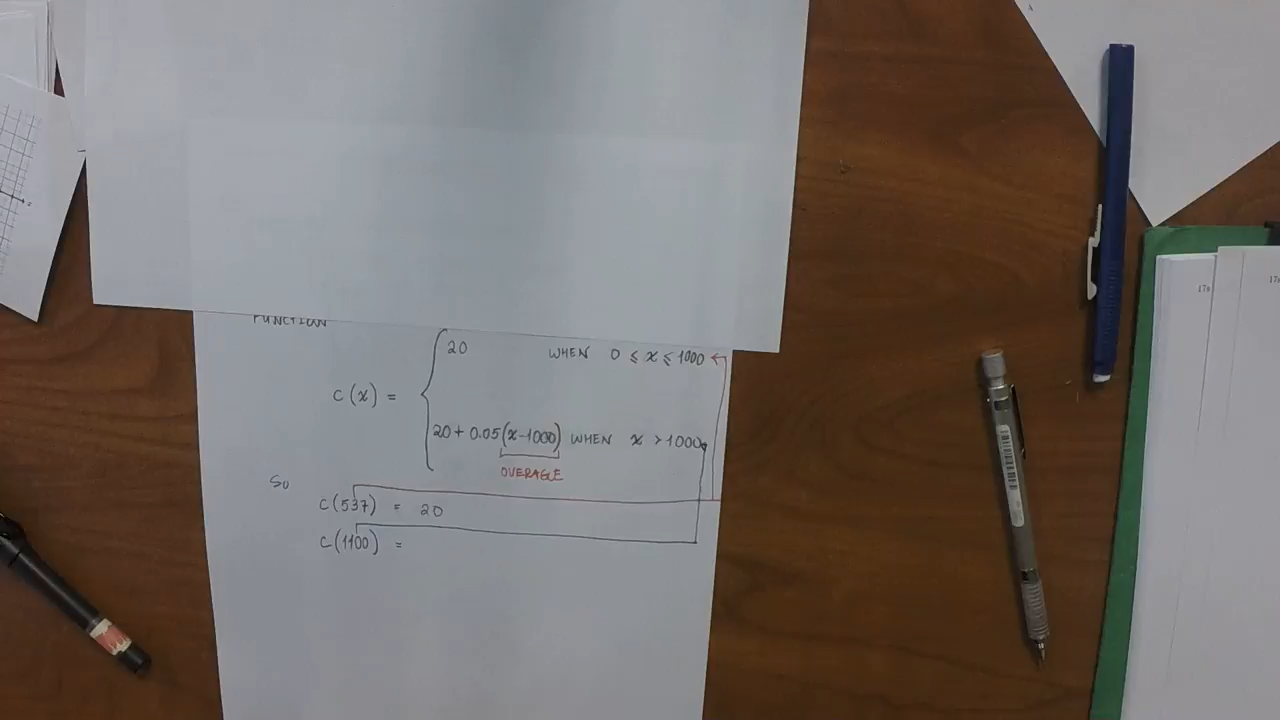 FUNCTION
20 WHEN 0 ≤ x ≤ 1000
C(x) =
20 + 0.05(x-1000) WHEN x > 1000
OVERAGE
So
C(537) = 20
C(1100) =